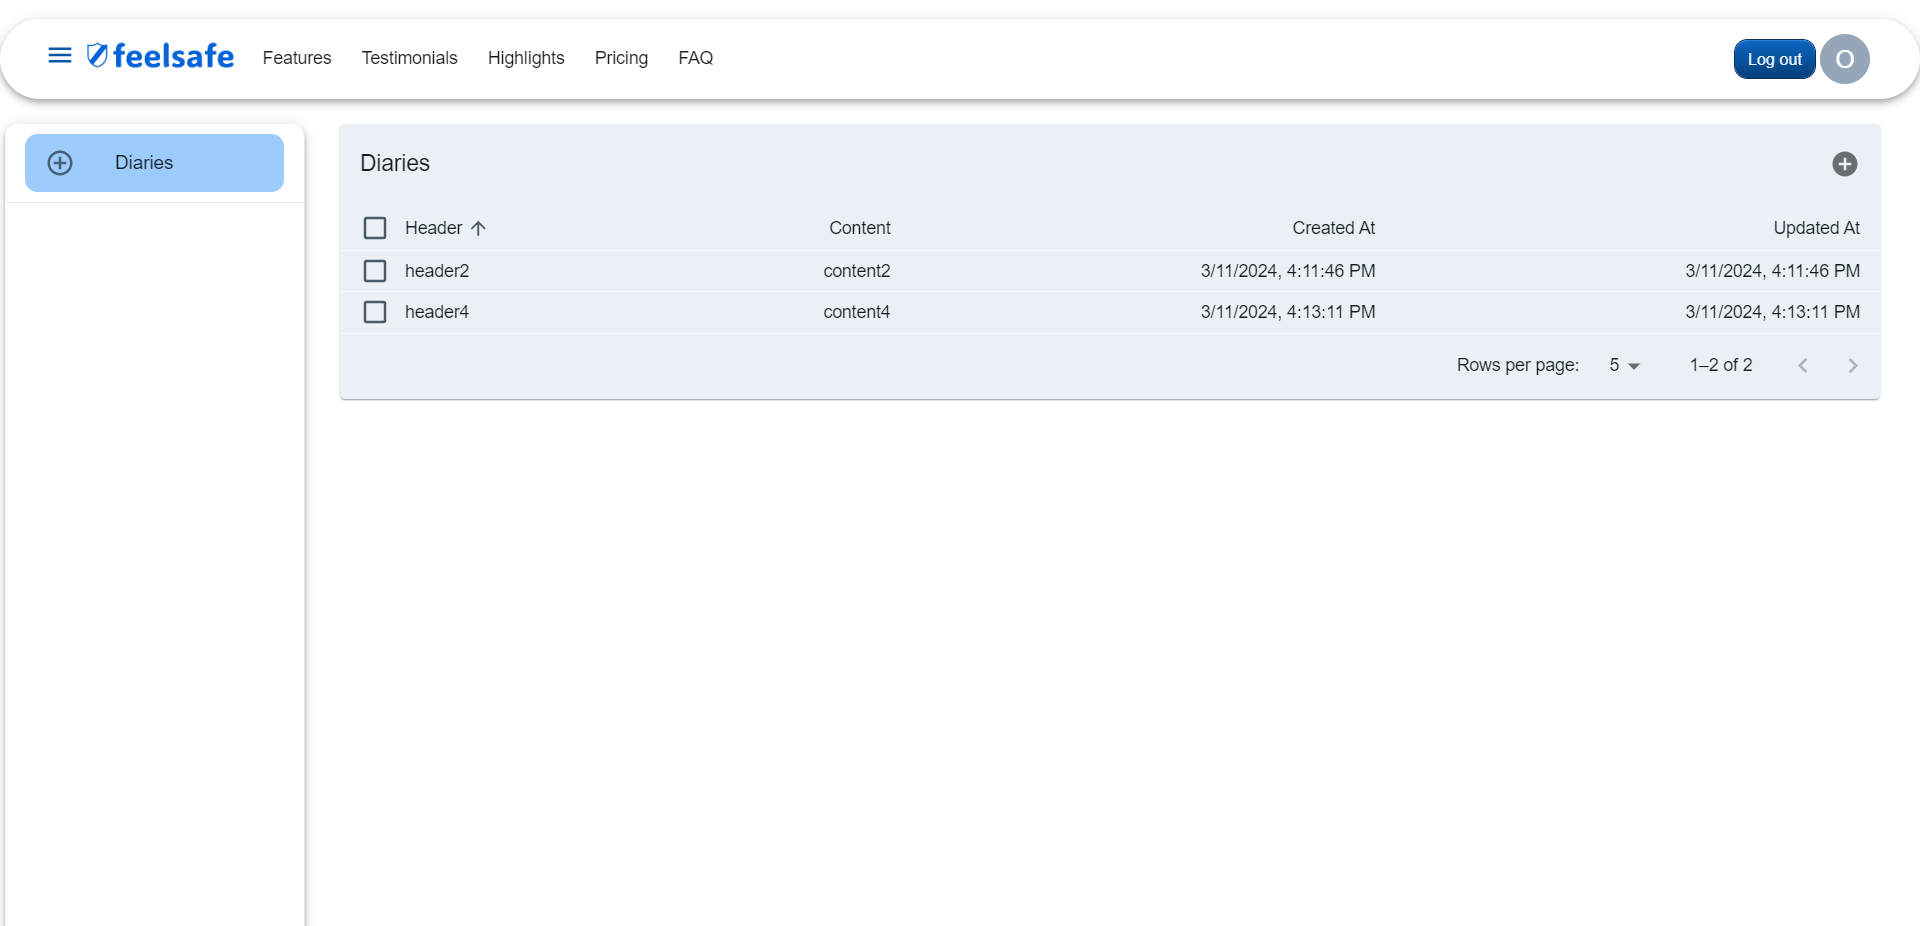 feelsafe Features Testimonials Highlights Pricing FAQ Log out O
Diaries
Diaries
Header Content Created At Updated At
header2 content2 3/11/2024, 4:11:46 PM 3/11/2024, 4:11:46 PM
header4 content4 3/11/2024, 4:13:11 PM 3/11/2024, 4:13:11 PM
Rows per page: 5 1–2 of 2